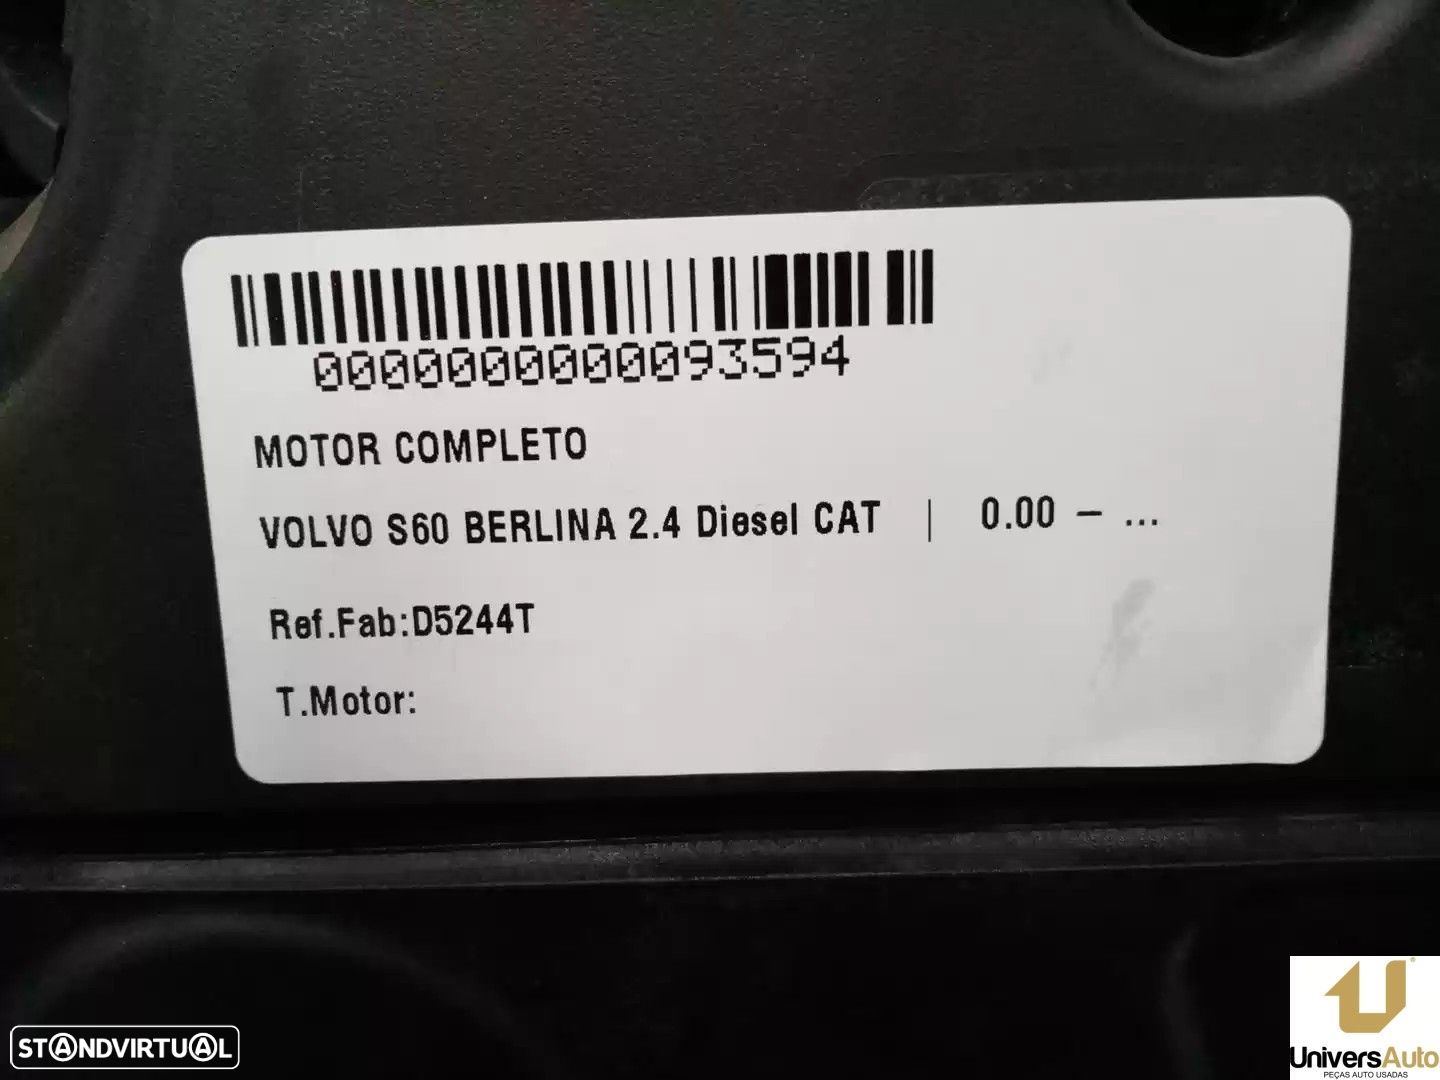 0000000000093594
MOTOR COMPLETO
VOLVO S60 BERLINA 2.4 Diesel CAT | 0.00 - ...
Ref.Fab:D5244T
T.Motor:
STANDVIRTUAL
UniversAuto
PEÇAS AUTO USADAS